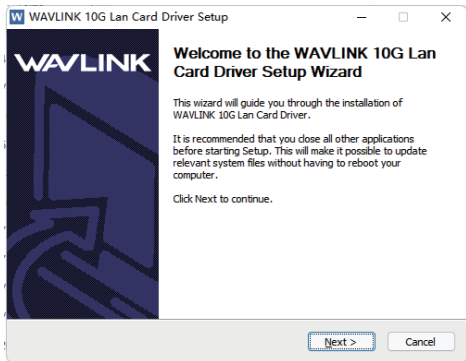 WAVLINK 10G Lan Card Driver Setup
WAVLINK
Welcome to the WAVLINK 10G Lan
Card Driver Setup Wizard
This wizard will guide you through the installation of
WAVLINK 10G Lan Card Driver.
It is recommended that you close all other applications
before starting Setup. This will make it possible to update
relevant system files without having to reboot your
computer.
Click Next to continue.
Next >
Cancel